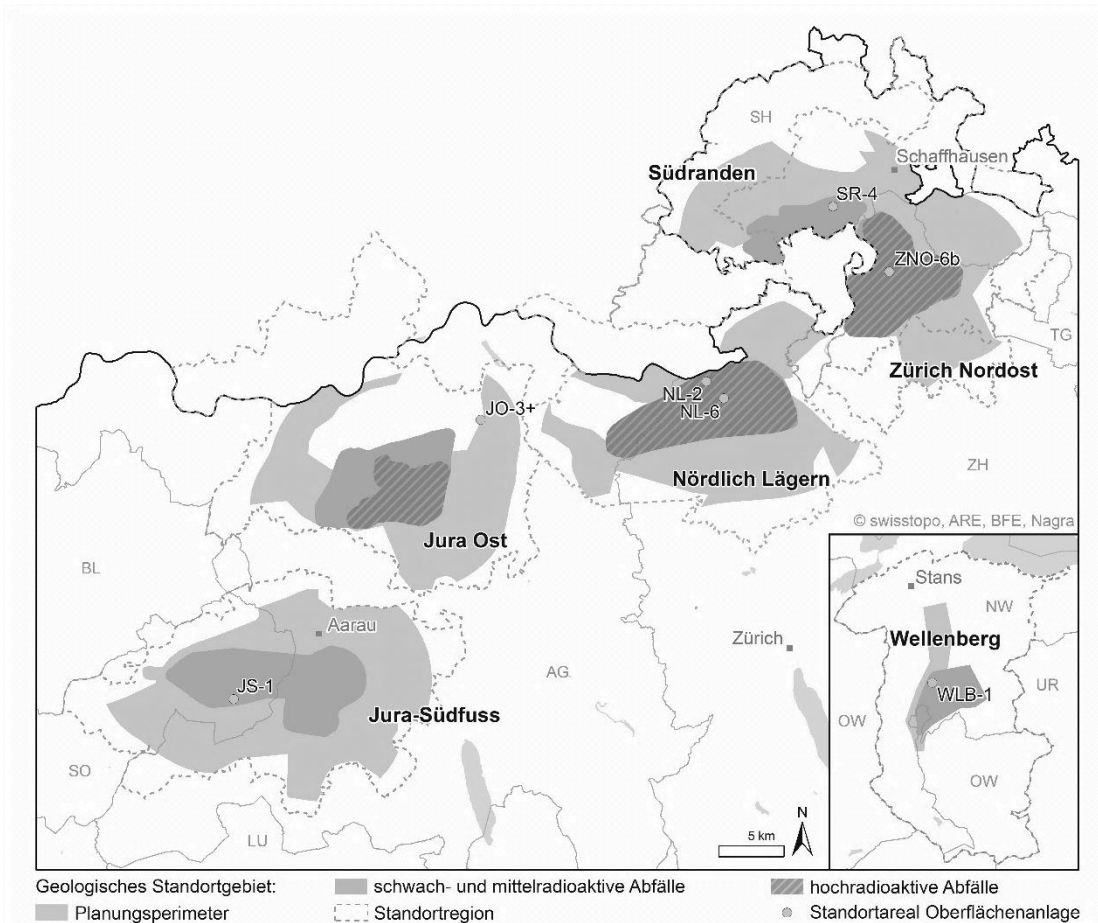 SH
Schaffhausen
Südranden
SR-4
ZNO-6b
TG
Zürich Nordost
NL-2
NL-6
JO-3+
Nördlich Lägern
ZH
© swisstopo, ARE, BFE, Nagra
Jura Ost
BL
Stans
NW
Aarau
Wellenberg
Zürich
AG
UR
JS-1
WLB-1
Jura-Südfuss
OW
SO
OW
N
5 km
LU
Geologisches Standortgebiet:
schwach- und mittelradioaktive Abfälle
hochradioaktive Abfälle
Planungsperimeter
Standortregion
Standortareal Oberflächenanlage